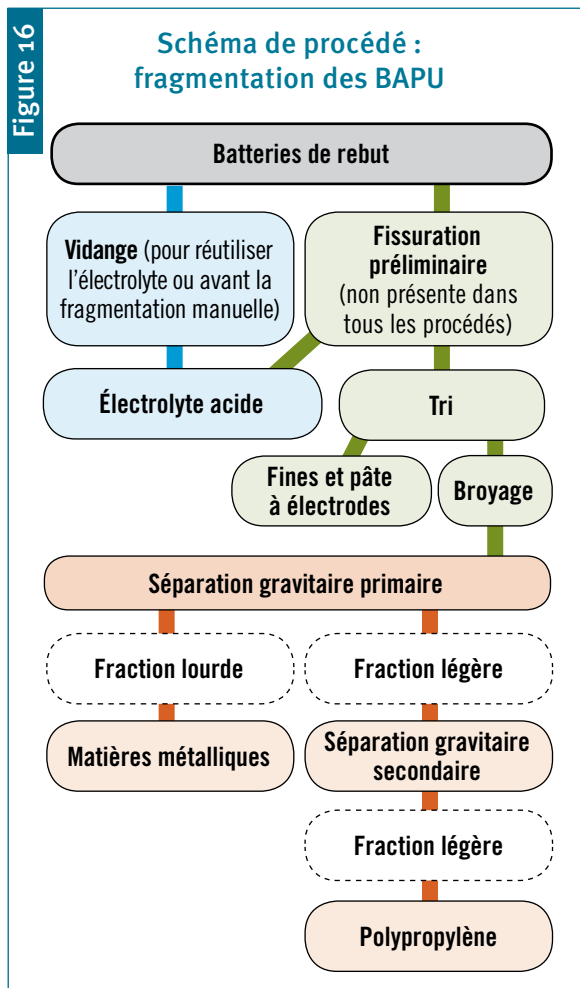 Figure 16
Schéma de procédé :
fragmentation des BAPU
Batteries de rebut
Vidange (pour réutiliser
l’électrolyte ou avant la
fragmentation manuelle)
Fissuration
préliminaire
(non présente dans
tous les procédés)
Électrolyte acide
Tri
Fines et pâte
à électrodes
Broyage
Séparation gravitaire primaire
Fraction lourde
Fraction légère
Matières métalliques
Séparation gravitaire
secondaire
Fraction légère
Polypropylène